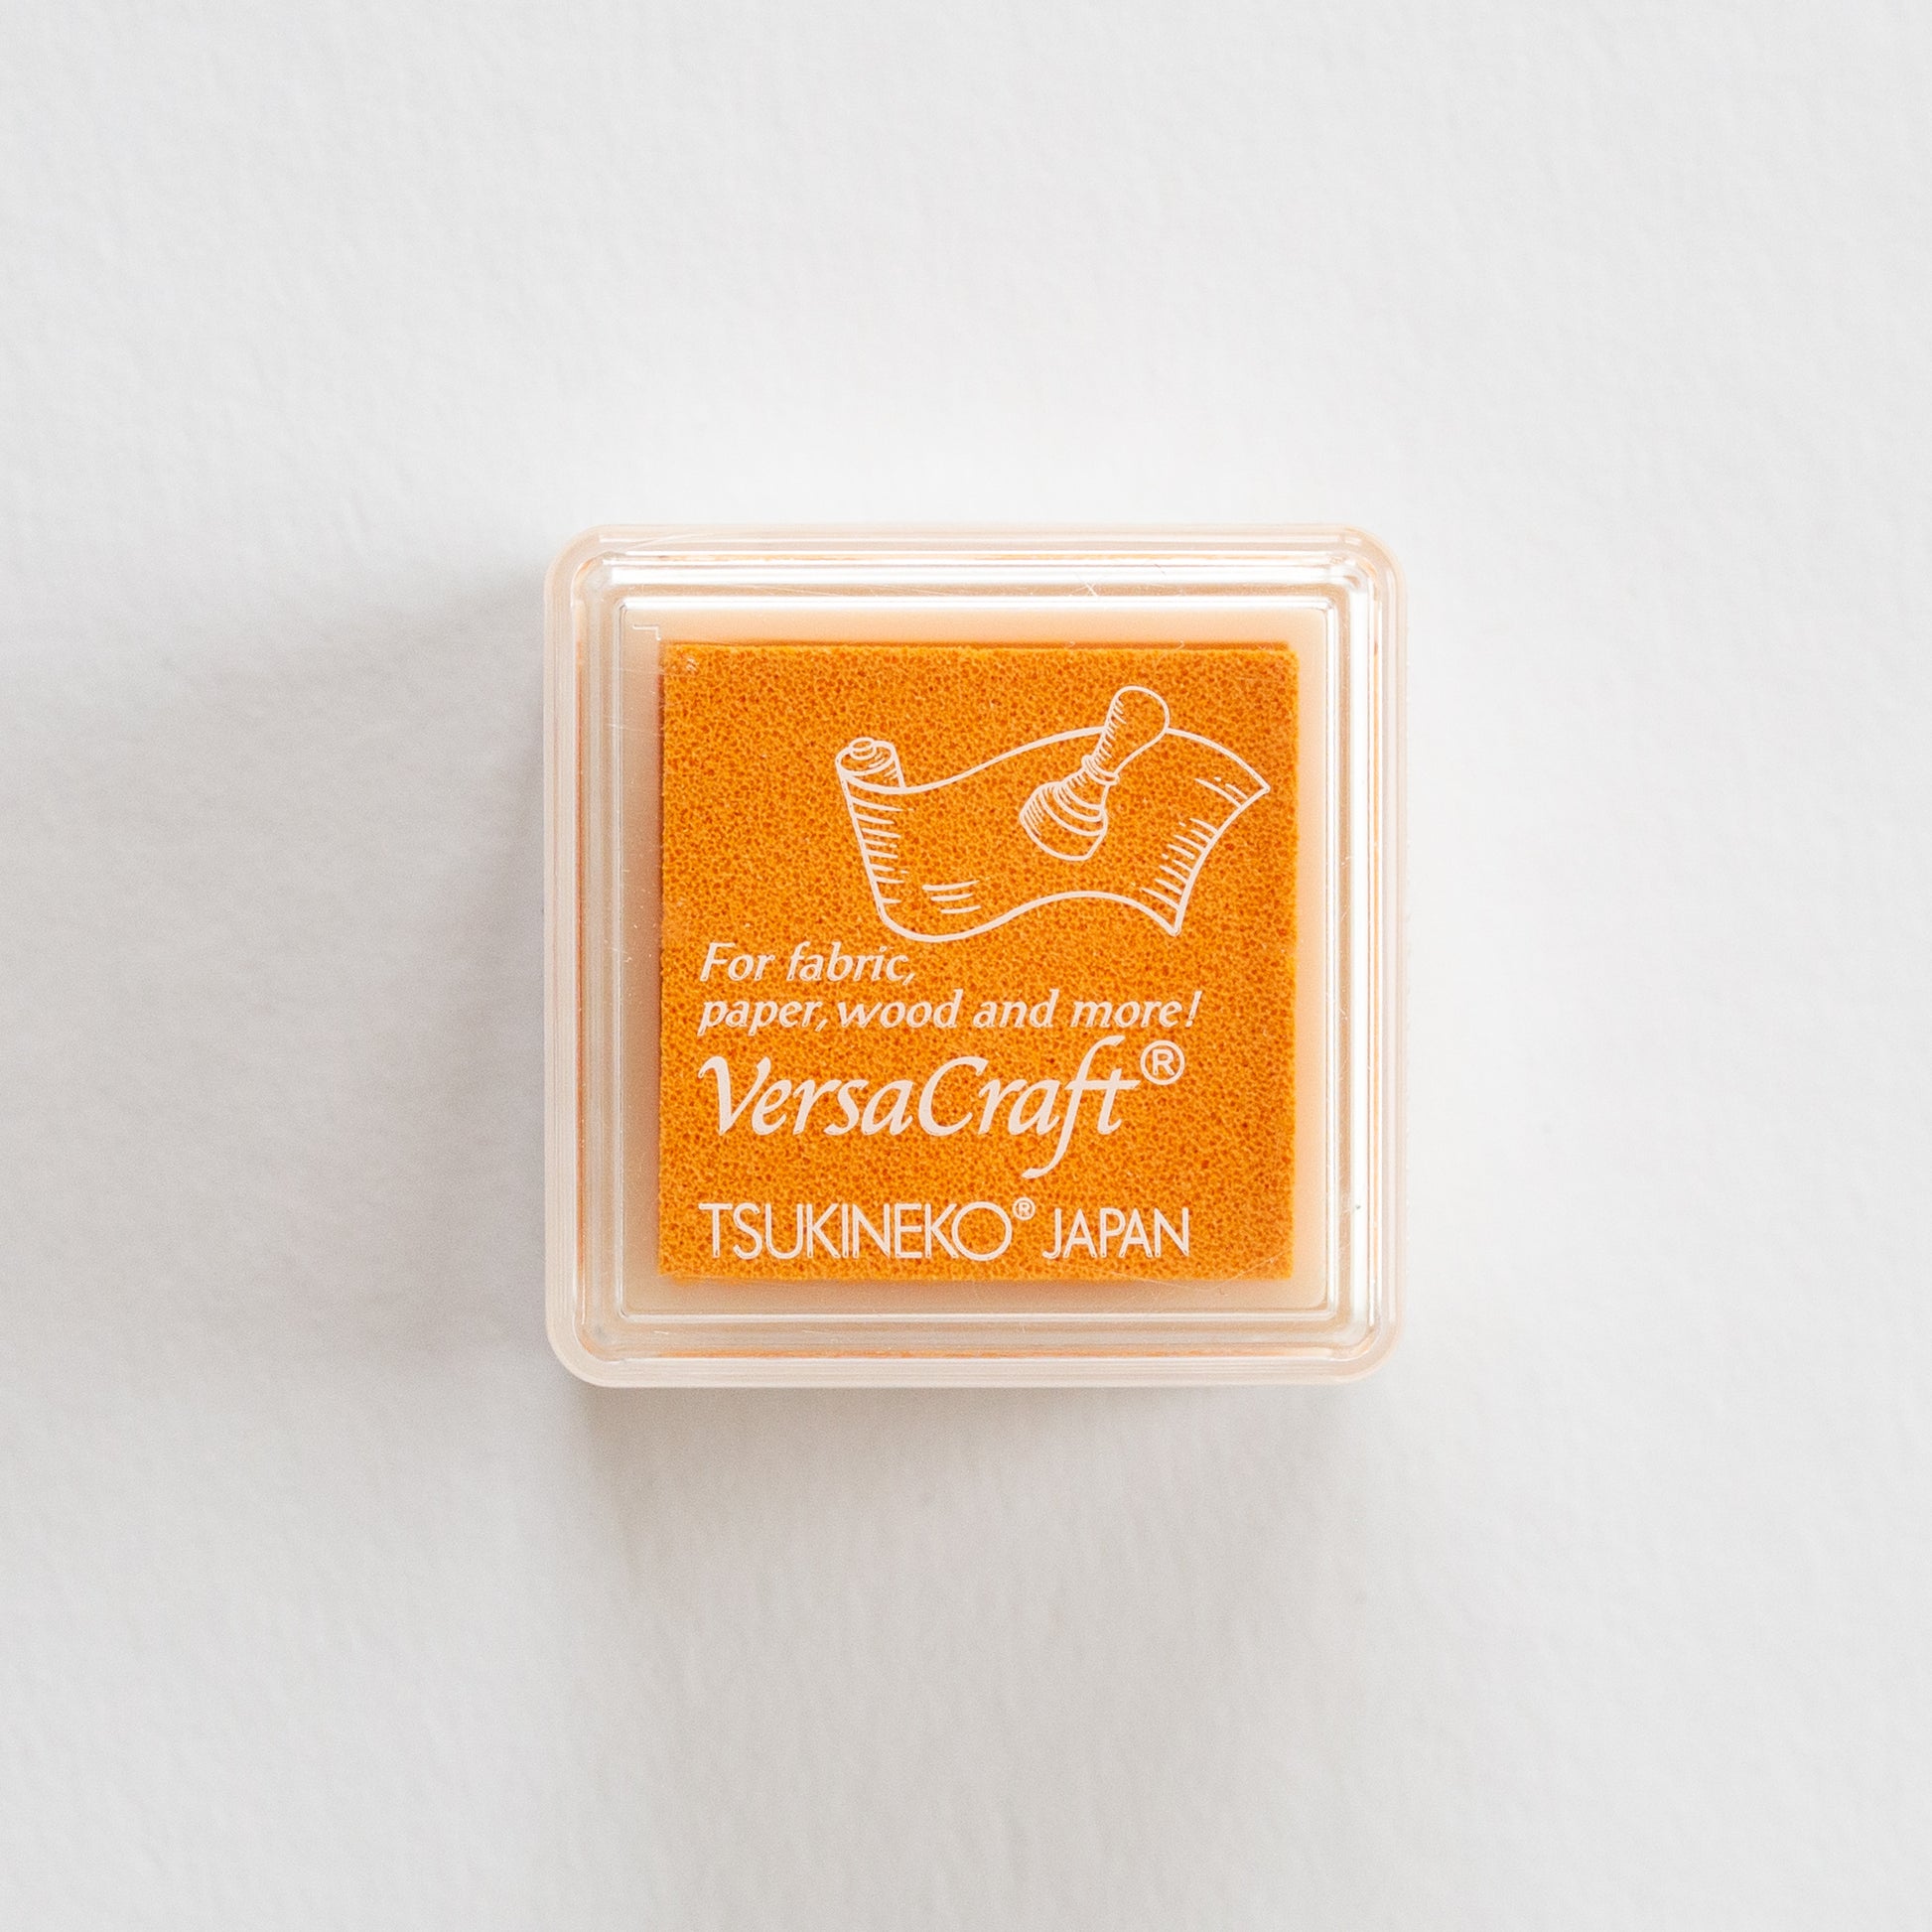 For fabric,
paper, wood and more!
VersaCraft®
TSUKINEKO® JAPAN